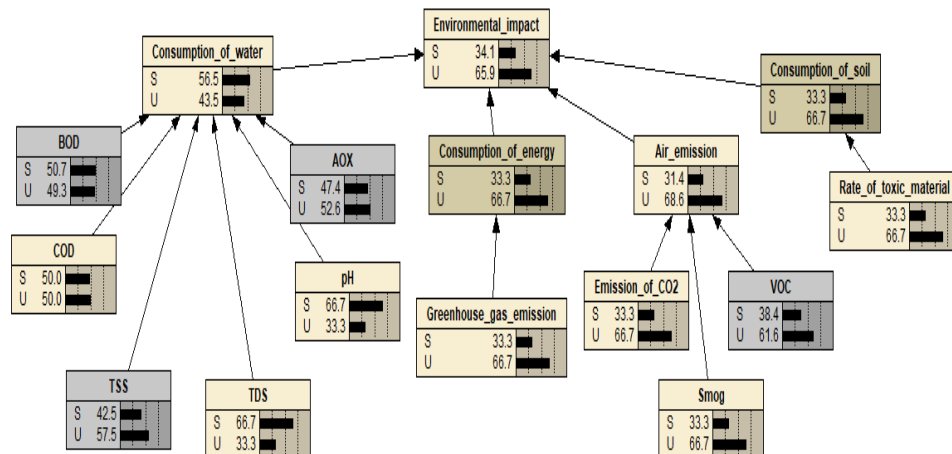 Environmental_impact
S 34.1
U 65.9
Consumption_of_water
S 56.5
U 43.5
Consumption_of_soil
S 33.3
U 66.7
BOD
S 50.7
U 49.3
AOX
S 47.4
U 52.6
Consumption_of_energy
S 33.3
U 66.7
Air_emission
S 31.4
U 68.6
Rate_of_toxic_material
S 33.3
U 66.7
COD
S 50.0
U 50.0
pH
S 66.7
U 33.3
Greenhouse_gas_emission
S 33.3
U 66.7
Emission_of_CO2
S 33.3
U 66.7
VOC
S 38.4
U 61.6
TSS
S 42.5
U 57.5
TDS
S 66.7
U 33.3
Smog
S 33.3
U 66.7